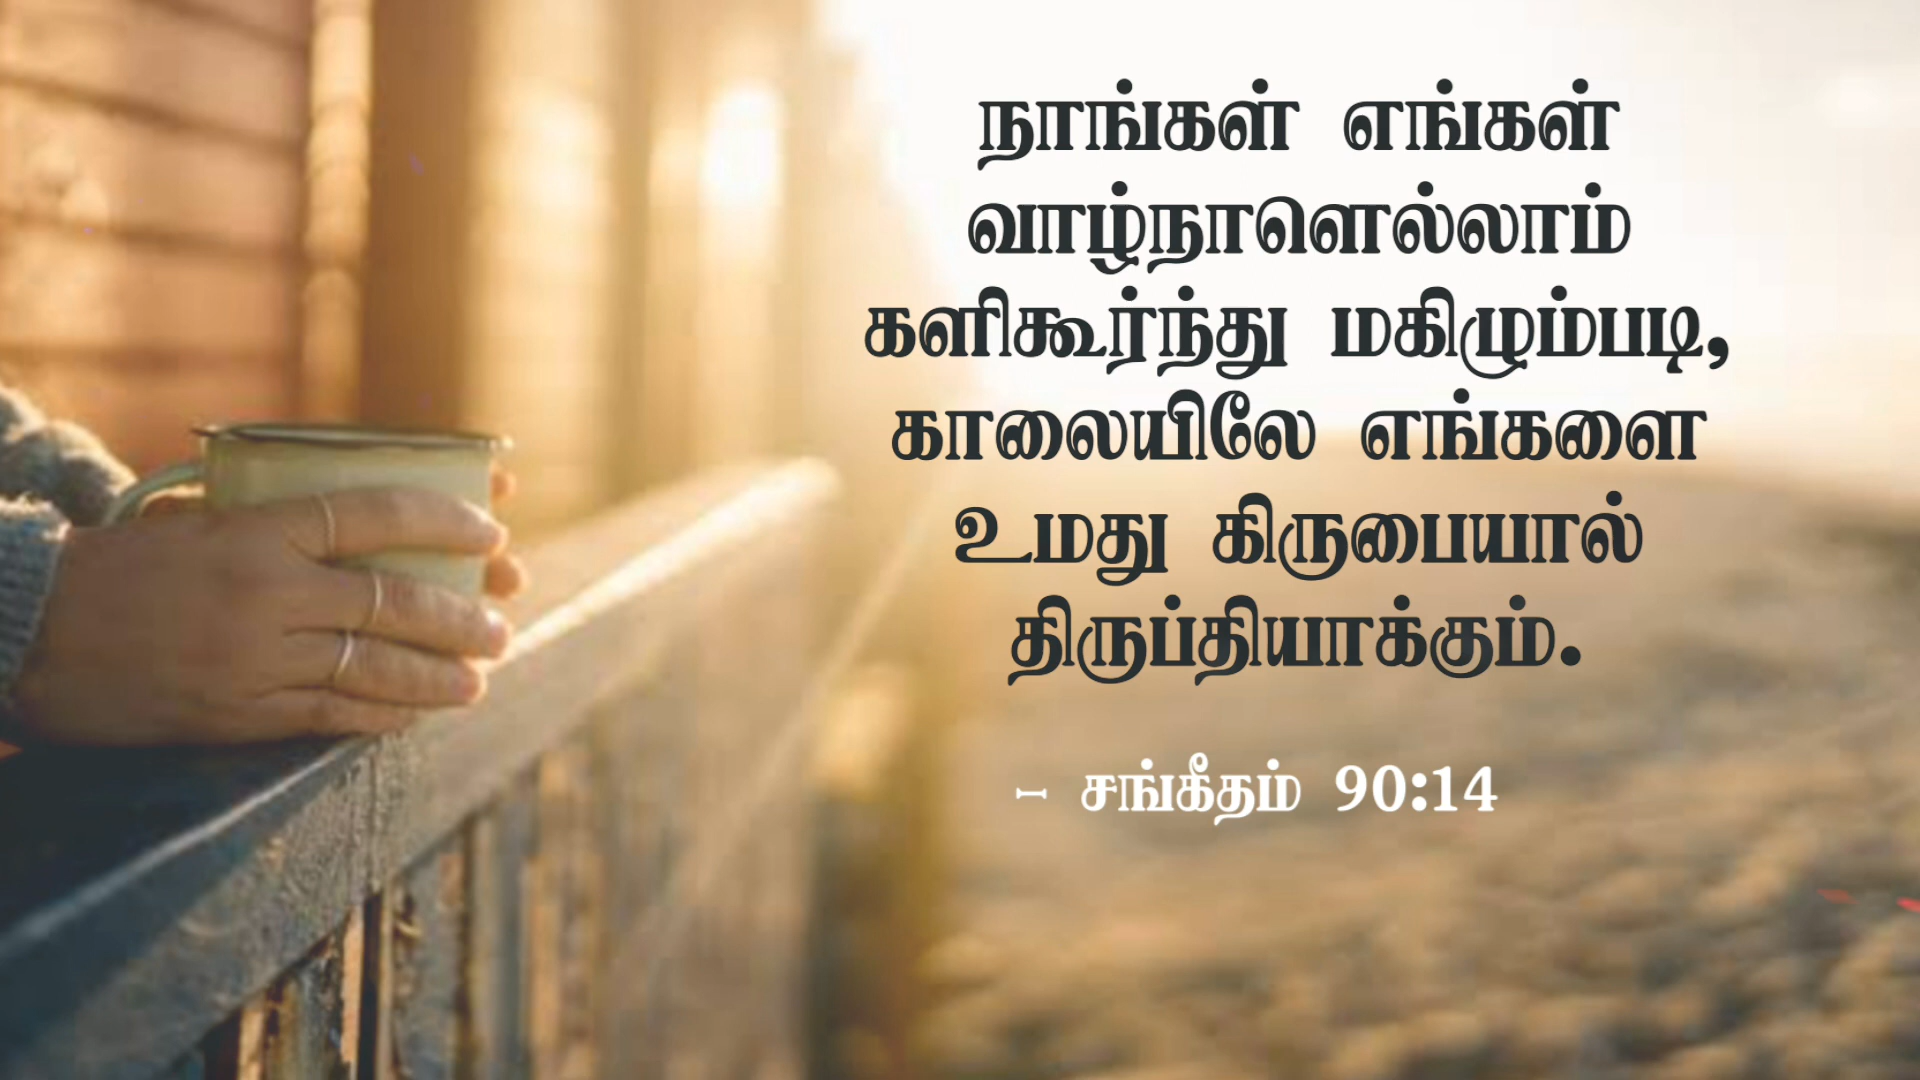 நாங்கள் எங்கள்
வாழ்நாளெல்லாம்
களிகூர்ந்து மகிழும்படி,
காலையிலே எங்களை
உமது கிருபையால்
திருப்தியாக்கும்.
- சங்கீதம் 90:14